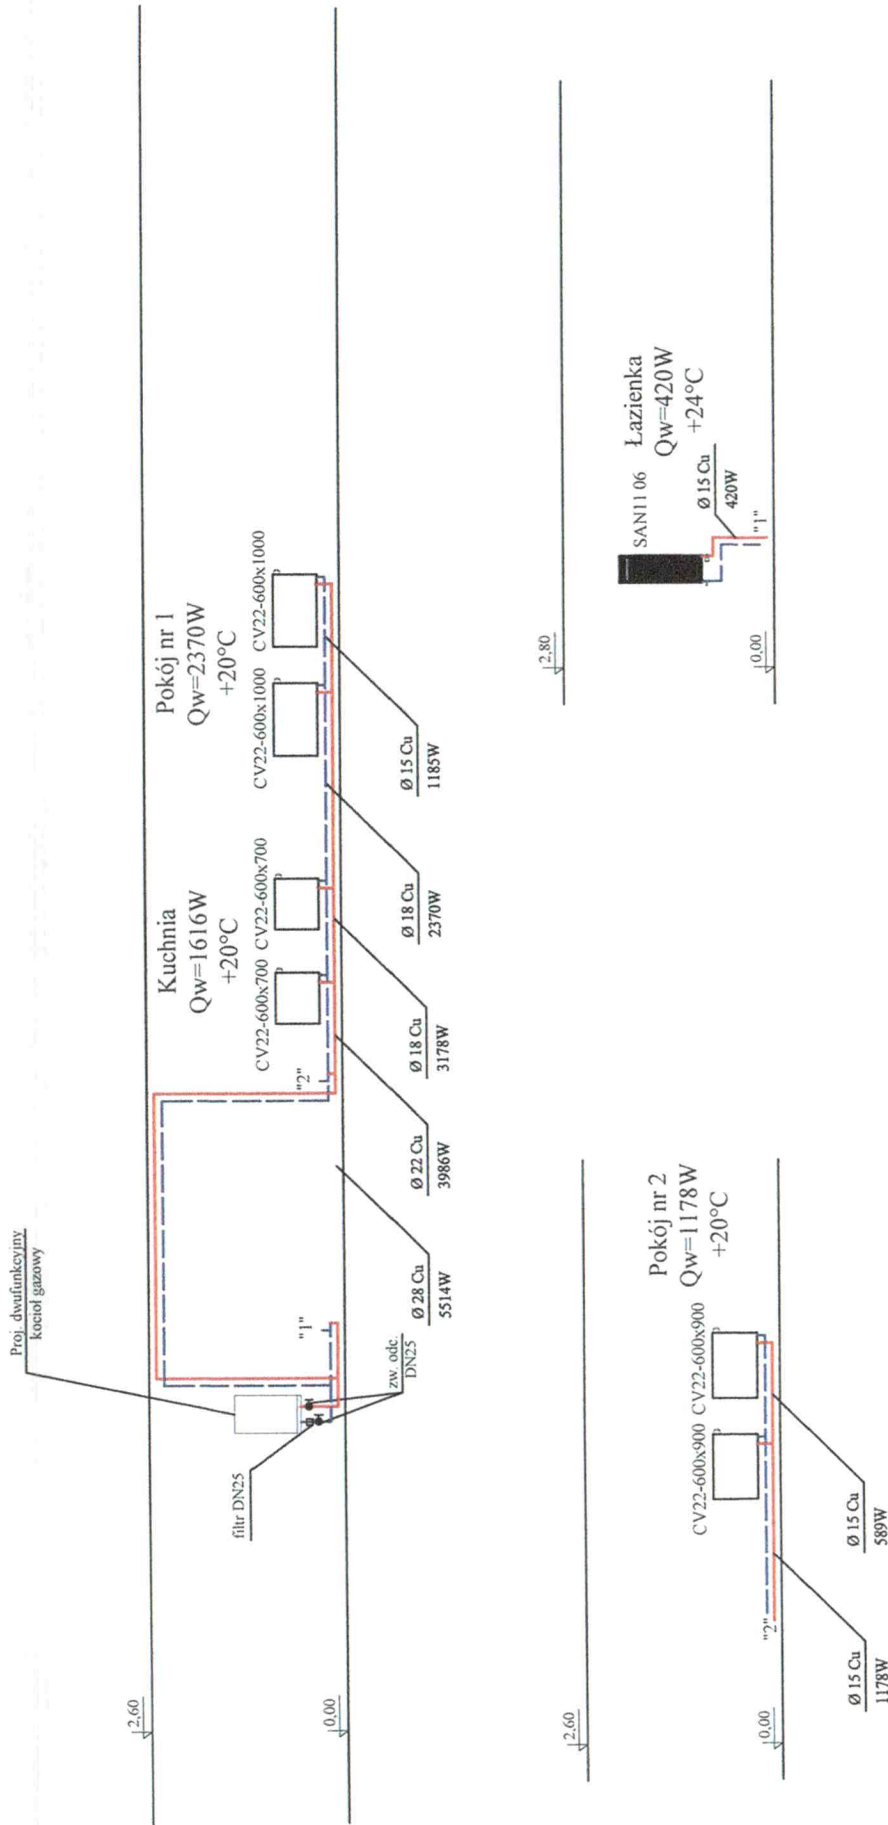 Proj. dwufunkcyjny
kocioł gazowy
2,60
0,00
filtr DN25
zw. odc.
DN25
"1"
"2"
Ø 28 Cu
5514W
Kuchnia
Qw=1616W
+20°C
CV22-600x700
CV22-600x700
Ø 22 Cu
3986W
Ø 18 Cu
3178W
Pokój nr 1
Qw=2370W
+20°C
CV22-600x1000
CV22-600x1000
Ø 18 Cu
2370W
Ø 15 Cu
1185W
2,60
0,00
"2"
Pokój nr 2
Qw=1178W
+20°C
CV22-600x900
CV22-600x900
Ø 15 Cu
1178W
Ø 15 Cu
589W
2,80
0,00
SAN11 06
Łazienka
Qw=420W
+24°C
Ø 15 Cu
420W
"1"